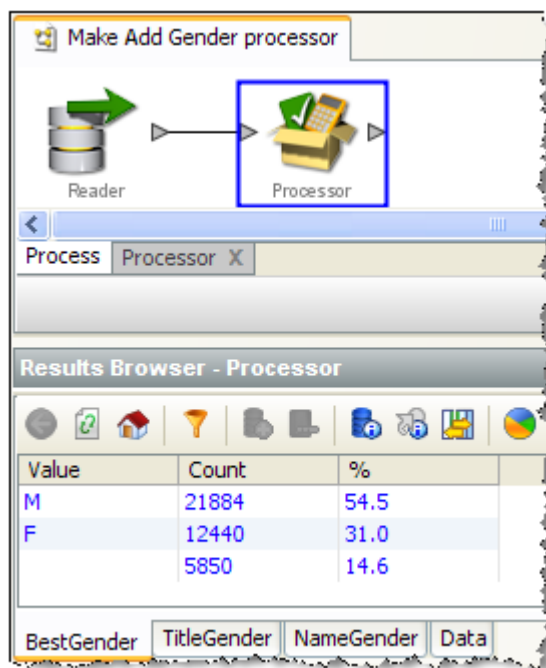 Make Add Gender processor
Reader Processor
Process Processor X
Results Browser - Processor
Value Count %
M 21884 54.5
F 12440 31.0
5850 14.6
BestGender TitleGender NameGender Data